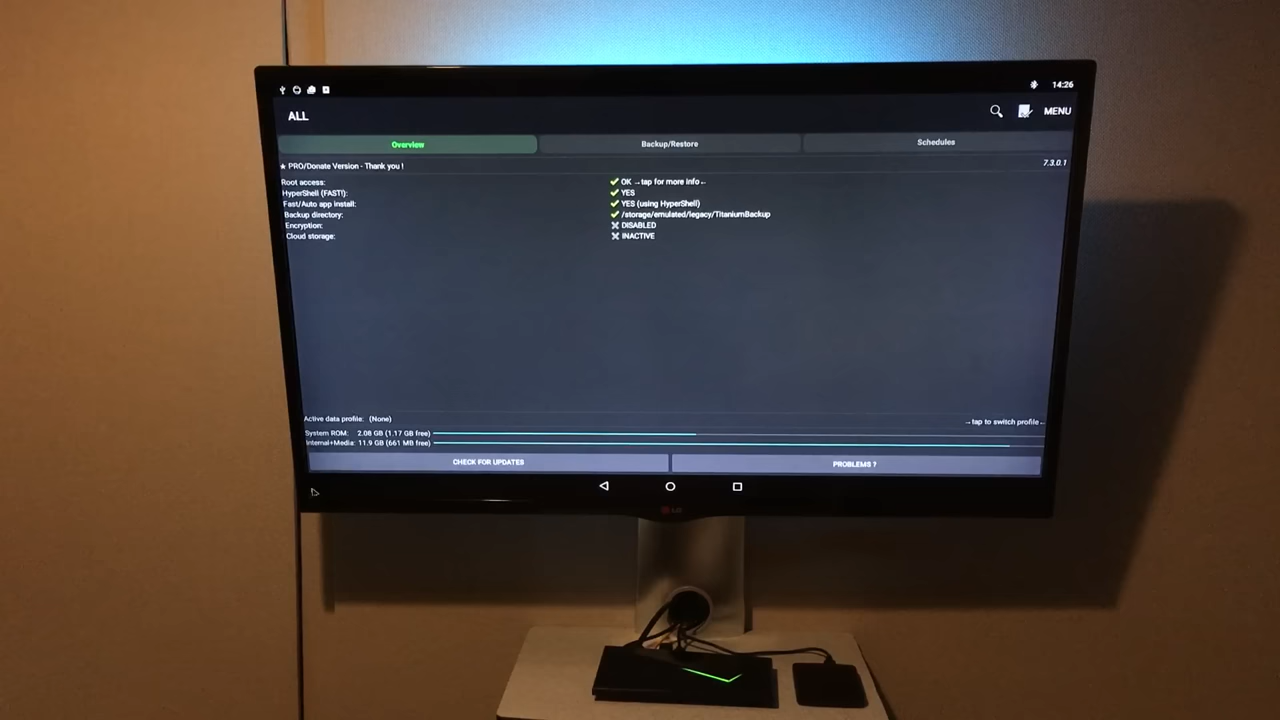 14:26
ALL
MENU
Overview
Backup/Restore
Schedules
★ PRO/Donate Version - Thank you !
7.3.0.1
Root access:
OK →tap for more info←
HyperShell (FAST!):
YES
Fast/Auto app install:
YES (using HyperShell)
Backup directory:
/storage/emulated/legacy/TitaniumBackup
Encryption:
DISABLED
Cloud storage:
INACTIVE
Active data profile: (None)
→tap to switch profile←
System ROM: 2.08 GB (1.17 GB free)
Internal+Media: 11.9 GB (661 MB free)
CHECK FOR UPDATES
PROBLEMS ?
LG